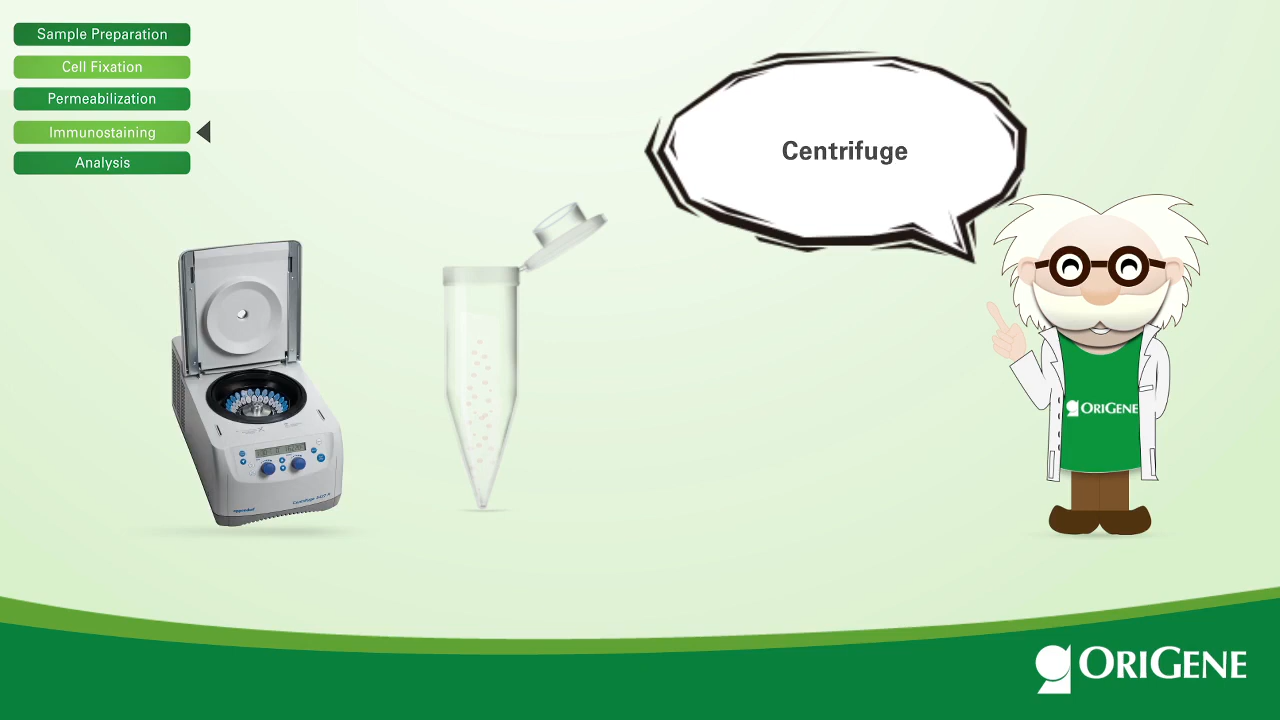 Sample Preparation
Cell Fixation
Permeabilization
Immunostaining
Analysis
Centrifuge
ORIGENE
ORIGENE